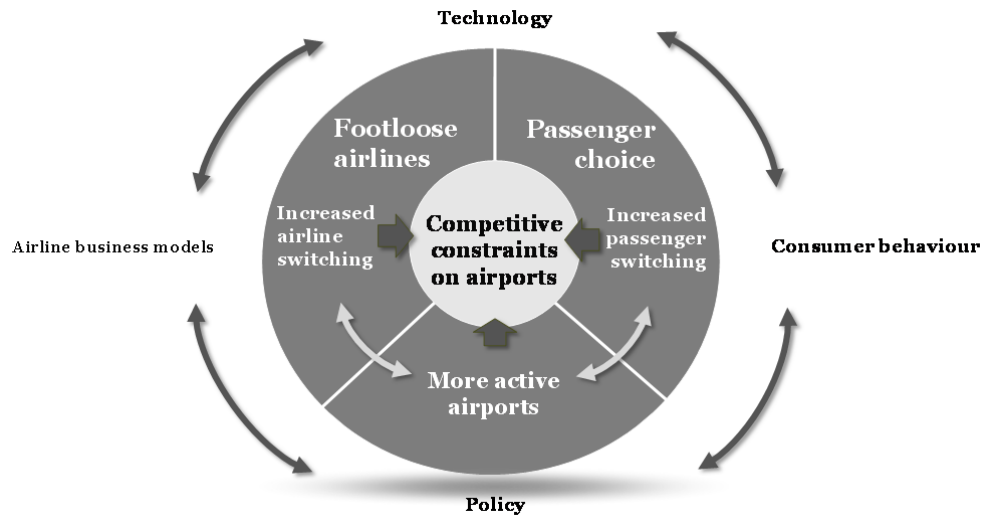 Technology
Footloose
airlines
Passenger
choice
Increased
airline
switching
Competitive
constraints
on airports
Increased
passenger
switching
Airline business models
Consumer behaviour
More active
airports
Policy